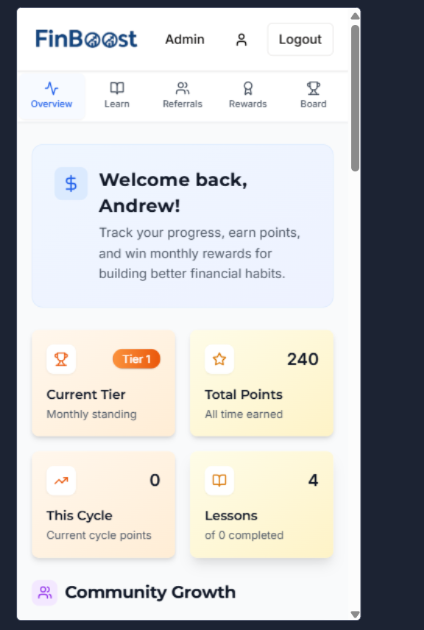 FinBoost
Admin
Logout
Overview
Learn
Referrals
Rewards
Board
$
Welcome back,
Andrew!
Track your progress, earn points,
and win monthly rewards for
building better financial habits.
Tier 1
Current Tier
Monthly standing
240
Total Points
All time earned
0
This Cycle
Current cycle points
4
Lessons
of 0 completed
Community Growth